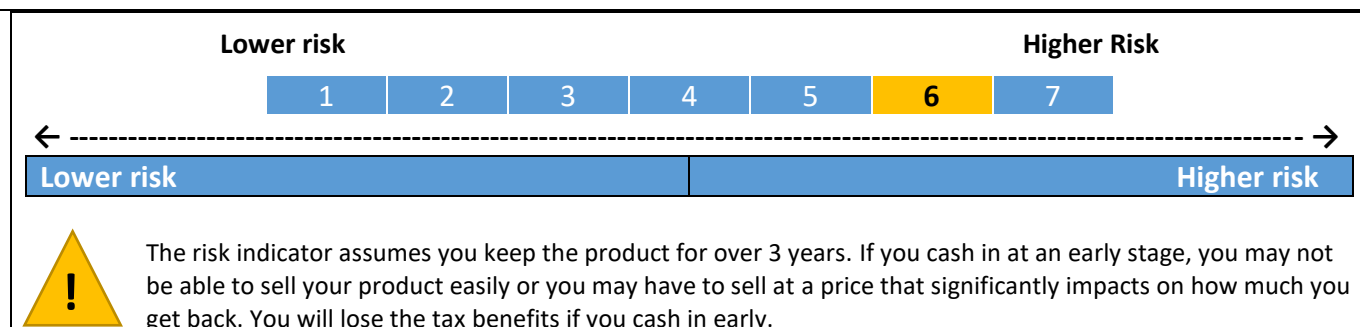 Lower risk Higher Risk
1 2 3 4 5 6 7
← ----------------------------------------------------------------------------------------------------------------------------------- →
Lower risk Higher risk
The risk indicator assumes you keep the product for over 3 years. If you cash in at an early stage, you may not
! be able to sell your product easily or you may have to sell at a price that significantly impacts on how much you
get back. You will lose the tax benefits if you cash in early.